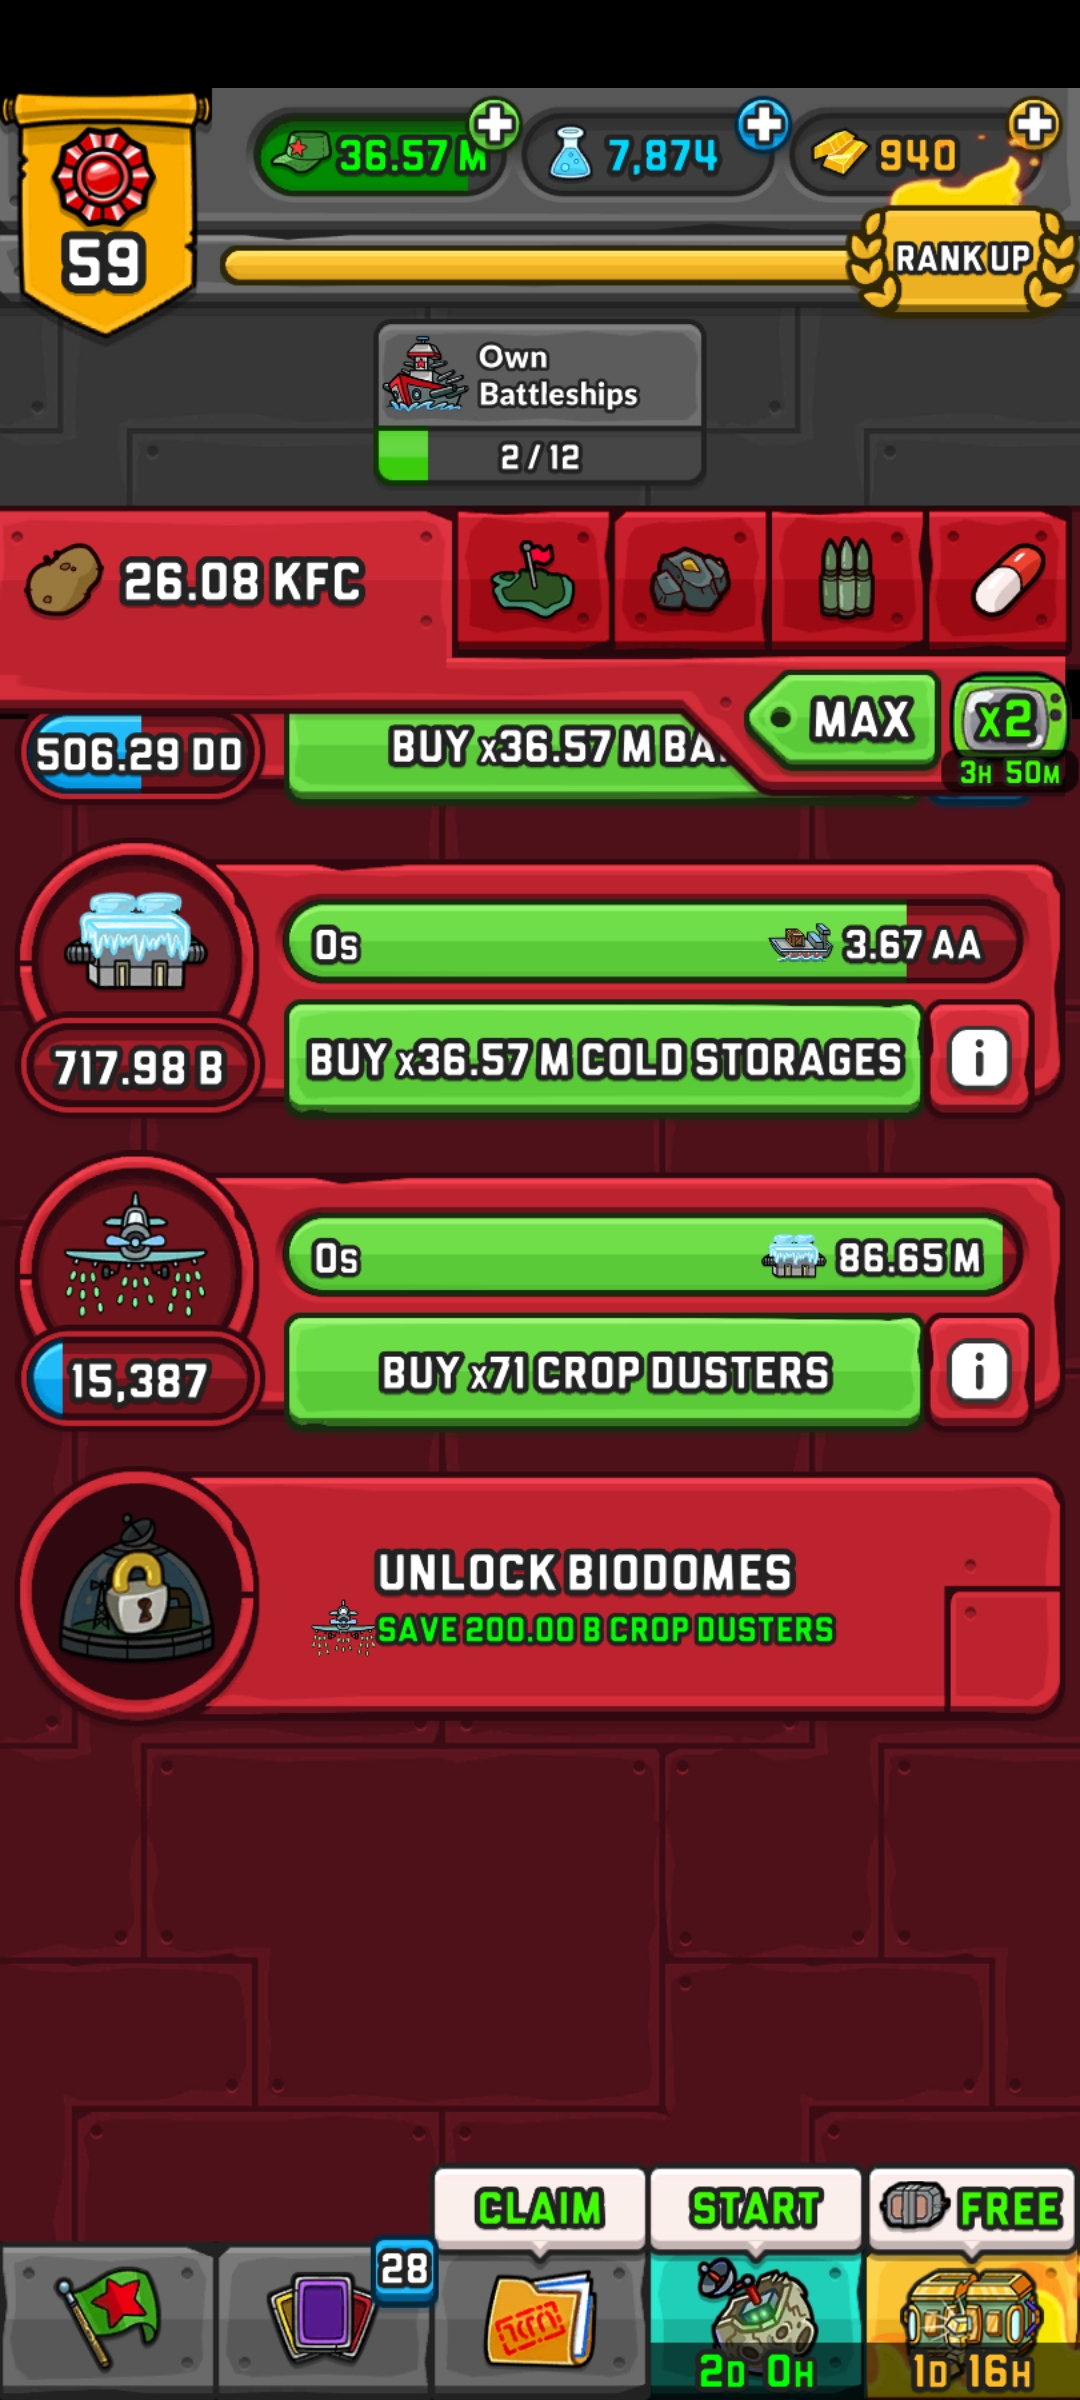 36.57 M
7,874
940
59
RANK UP
Own
Battleships
2 / 12
26.08 KFC
MAX
x2
3H 50M
506.29 DD
BUY x36.57 M BA
0s
3.67 AA
717.98 B
BUY x36.57 M COLD STORAGES
i
0s
86.65 M
15,387
BUY x71 CROP DUSTERS
i
UNLOCK BIODOMES
SAVE 200.00 B CROP DUSTERS
CLAIM
START
FREE
28
2D 0H
1D 16H